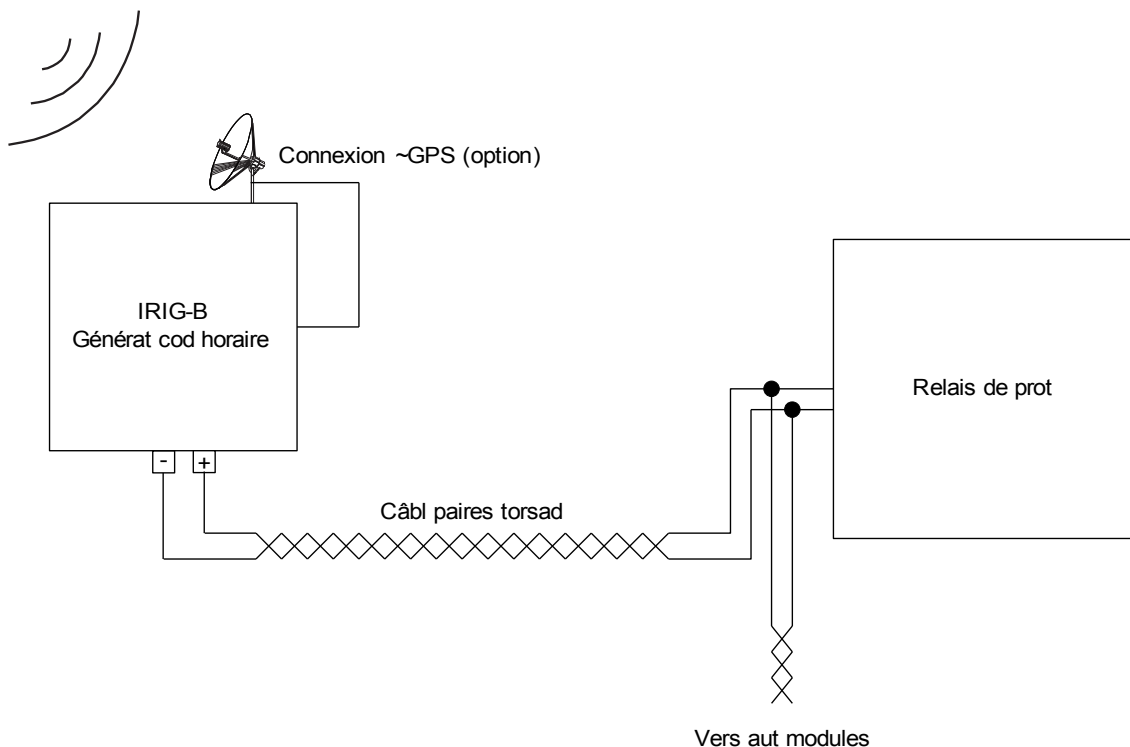 Connexion ~GPS (option)
IRIG-B
Générat cod horaire
Relais de prot
- +
Câbl paires torsad
Vers aut modules